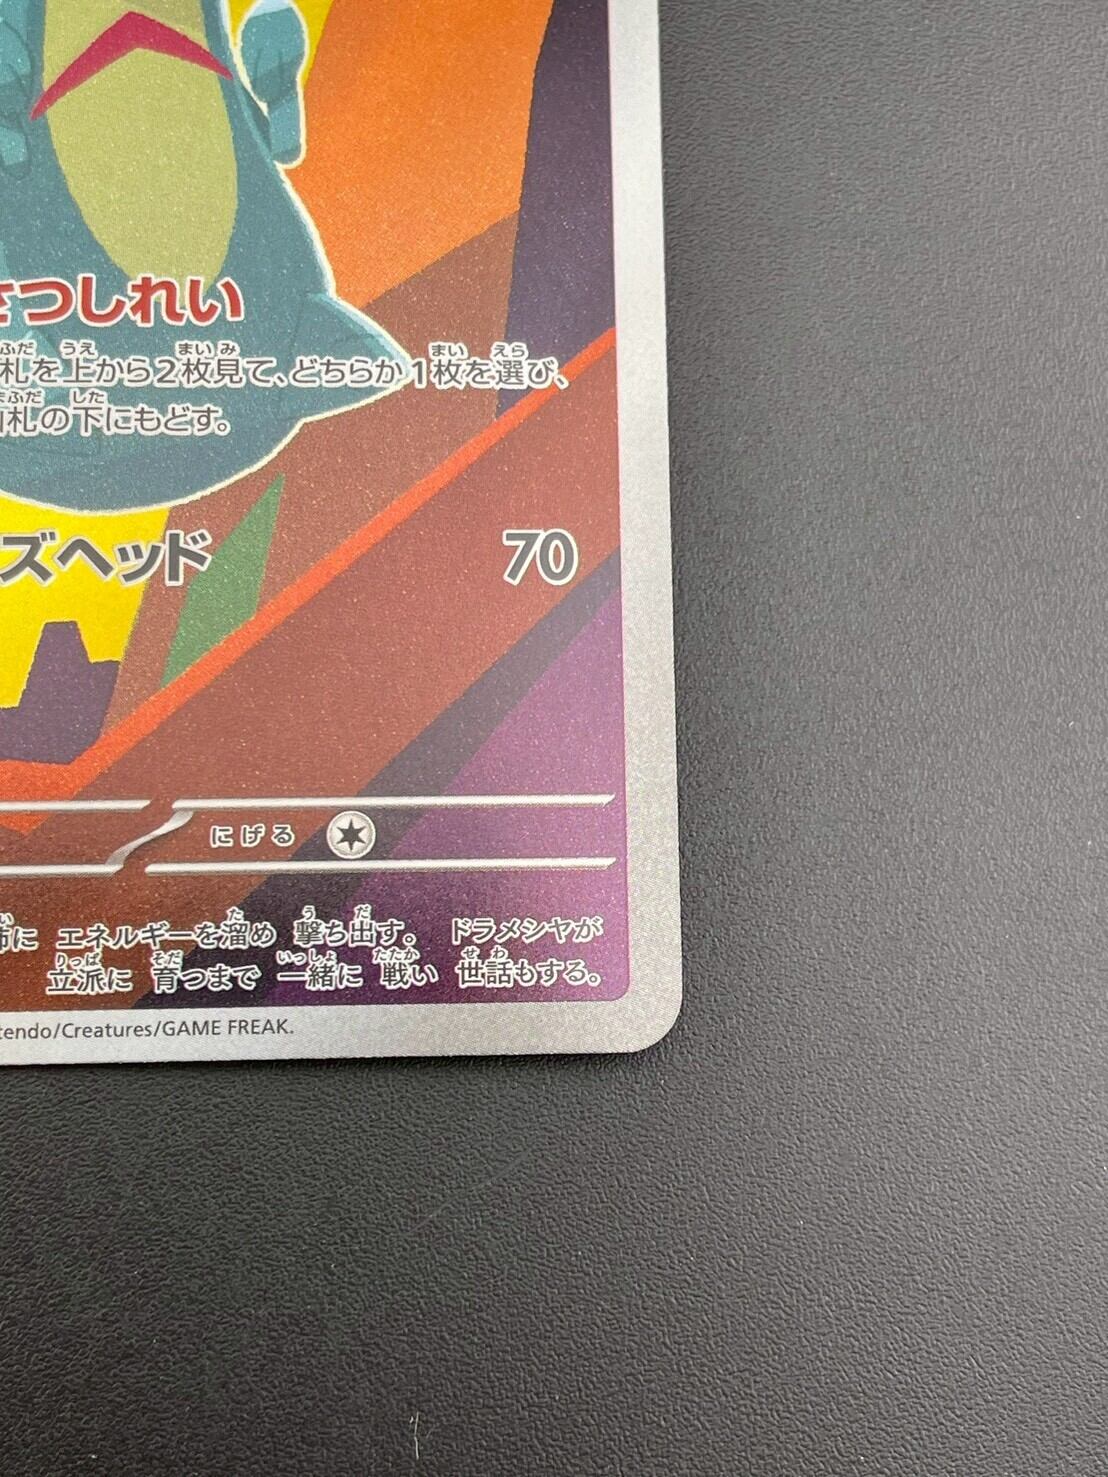 さつしれい
札を上から2枚見て、どちらか1枚を選び、
山札の下にもどす。
ズヘッド 70
にげる
に エネルギーを溜め 撃ち出す。 ドラメシヤが
立派に 育つまで 一緒に 戦い 世話もする。
tendo/Creatures/GAME FREAK.